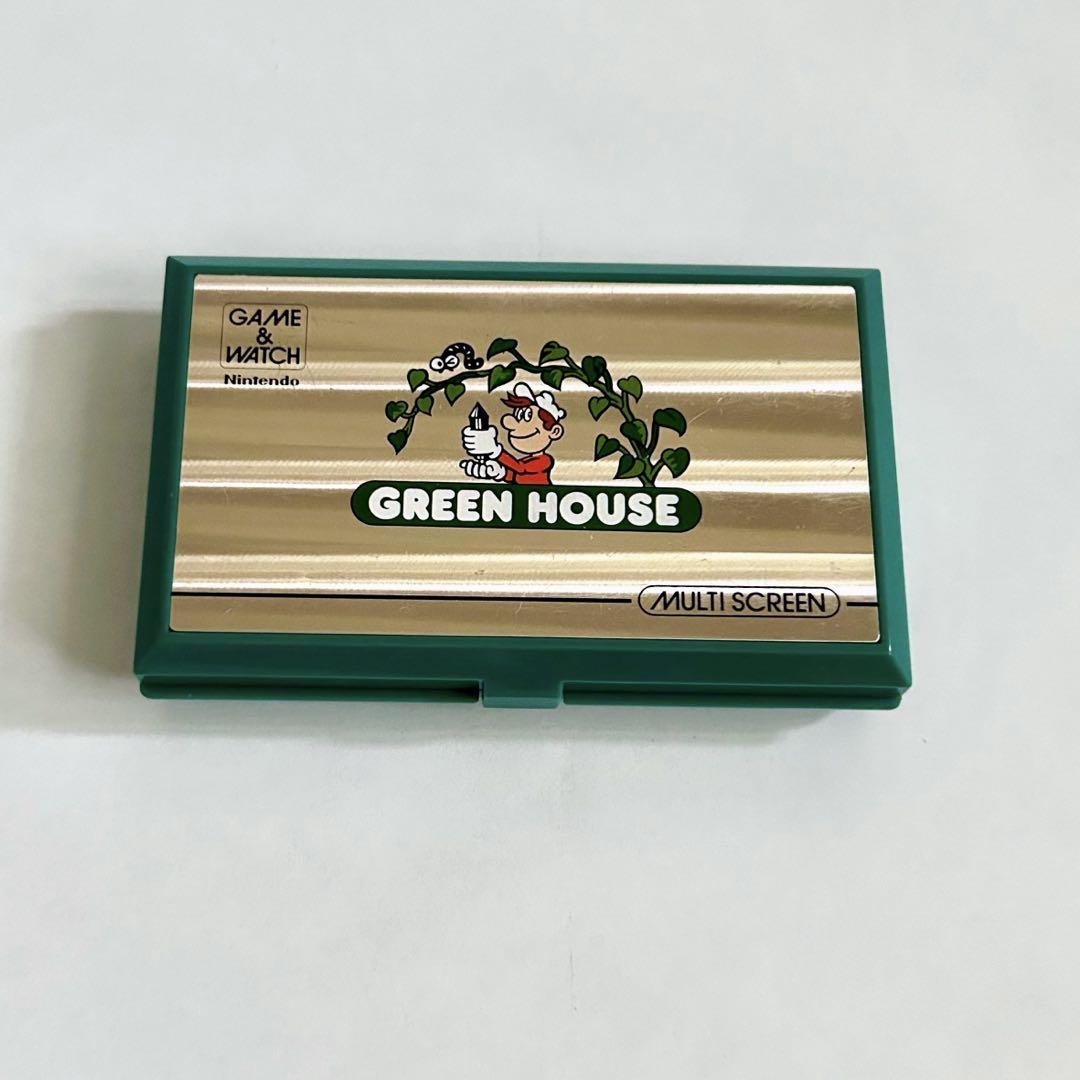 GAME
&
WATCH
Nintendo
GREEN HOUSE
MULTI SCREEN